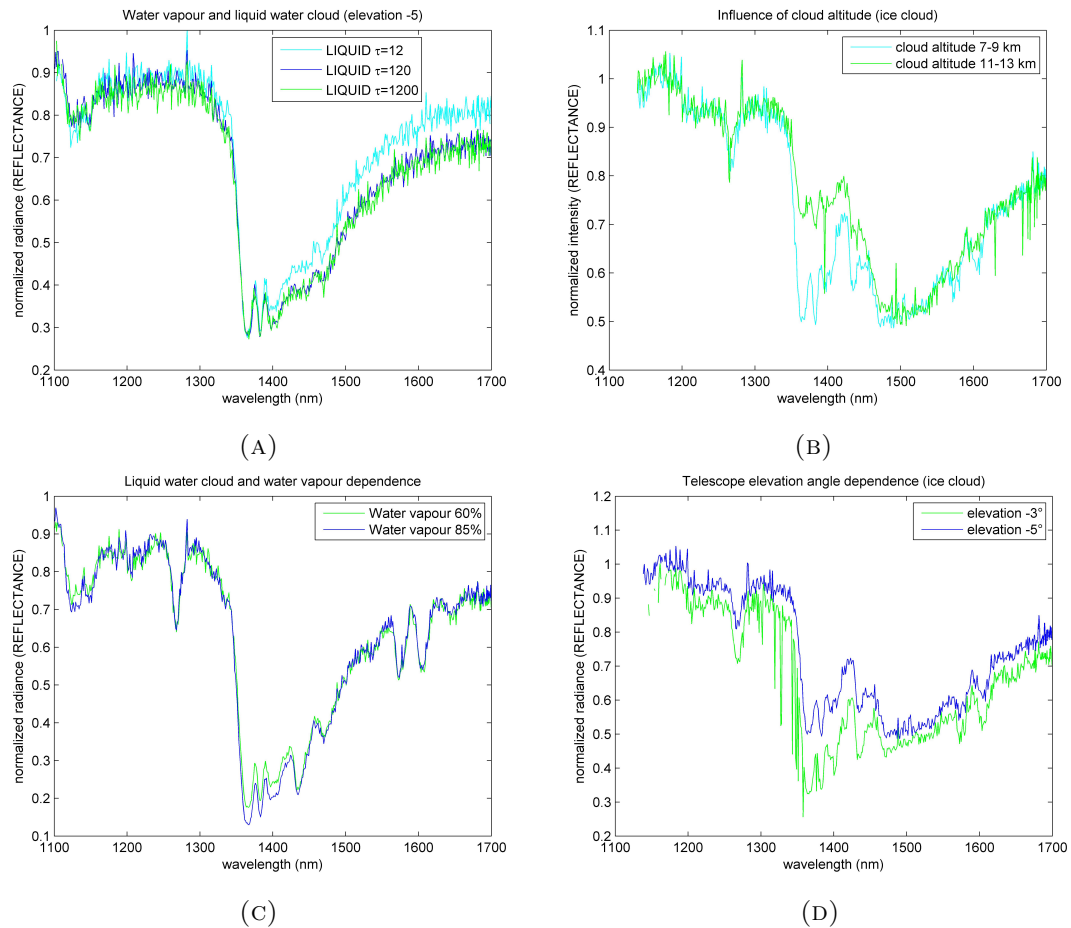 Water vapour and liquid water cloud (elevation -5)
normalized radiance (REFLECTANCE)
1
0.9
0.8
0.7
0.6
0.5
0.4
0.3
0.2
LIQUID τ=12
LIQUID τ=120
LIQUID τ=1200
1100 1200 1300 1400 1500 1600 1700
wavelength (nm)
(A)
Influence of cloud altitude (ice cloud)
normalized intensity (REFLECTANCE)
1.1
1
0.9
0.8
0.7
0.6
0.5
0.4
cloud altitude 7-9 km
cloud altitude 11-13 km
1100 1200 1300 1400 1500 1600 1700
wavelength (nm)
(B)
Liquid water cloud and water vapour dependence
normalized radiance (REFLECTANCE)
1
0.9
0.8
0.7
0.6
0.5
0.4
0.3
0.2
0.1
Water vapour 60%
Water vapour 85%
1100 1200 1300 1400 1500 1600 1700
wavelength (nm)
(C)
Telescope elevation angle dependence (ice cloud)
normalized radiance (REFLECTANCE)
1.2
1.1
1
0.9
0.8
0.7
0.6
0.5
0.4
0.3
0.2
elevation -3°
elevation -5°
1100 1200 1300 1400 1500 1600 1700
wavelength (nm)
(D)